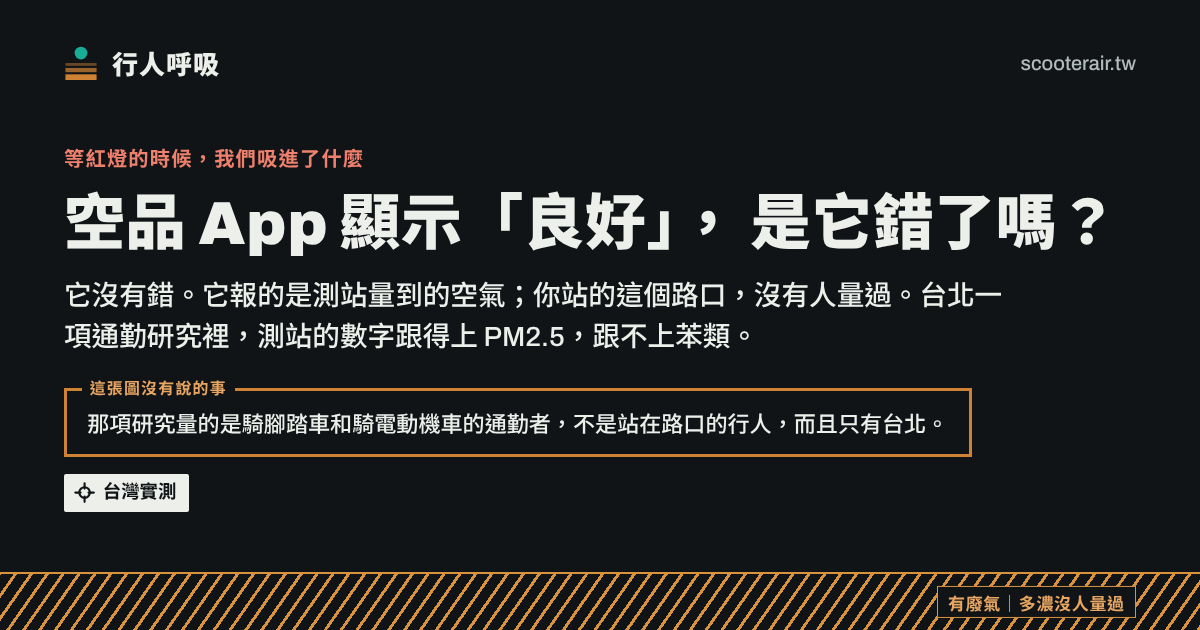 行人呼吸
scooterair.tw
等紅燈的時候，我們吸進了什麼
空品 App 顯示「良好」，是它錯了嗎？
它沒有錯。它報的是測站量到的空氣；你站的這個路口，沒有人量過。台北一
項通勤研究裡，測站的數字跟得上 PM2.5，跟不上苯類。
這張圖沒有說的事
那項研究量的是騎腳踏車和騎電動機車的通勤者，不是站在路口的行人，而且只有台北。
台灣實測
有廢氣｜多濃沒人量過